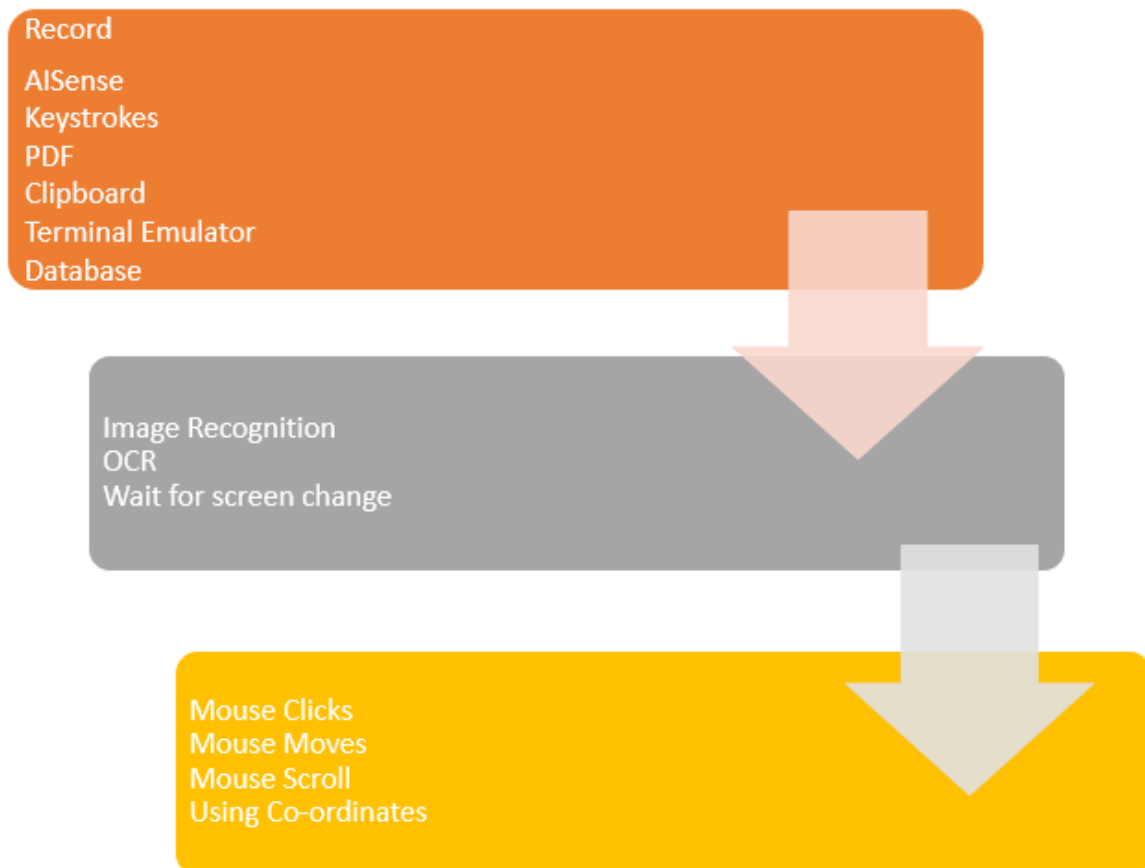 Record
AISense
Keystrokes
PDF
Clipboard
Terminal Emulator
Database
Image Recognition
OCR
Wait for screen change
Mouse Clicks
Mouse Moves
Mouse Scroll
Using Co-ordinates